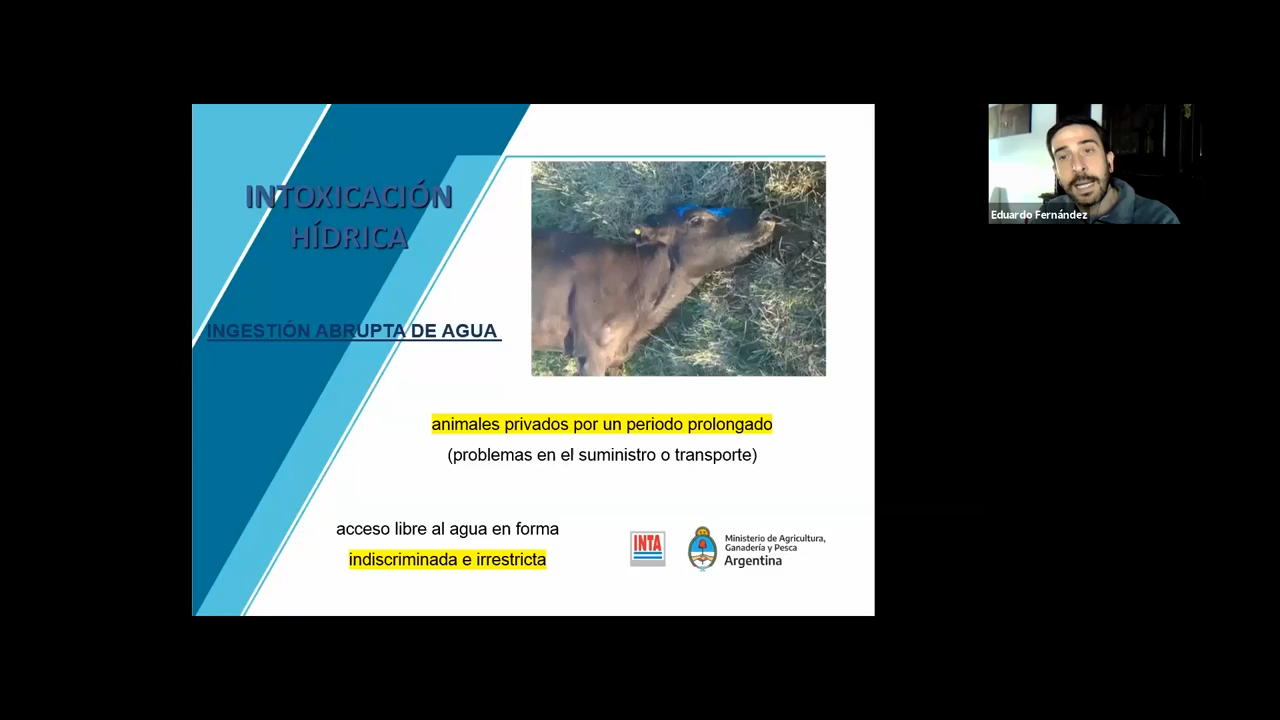 INTOXICACIÓN
HÍDRICA
INGESTIÓN ABRUPTA DE AGUA
animales privados por un periodo prolongado
(problemas en el suministro o transporte)
acceso libre al agua en forma
indiscriminada e irrestricta
INTA
Ministerio de Agricultura,
Ganadería y Pesca
Argentina
Eduardo Fernández